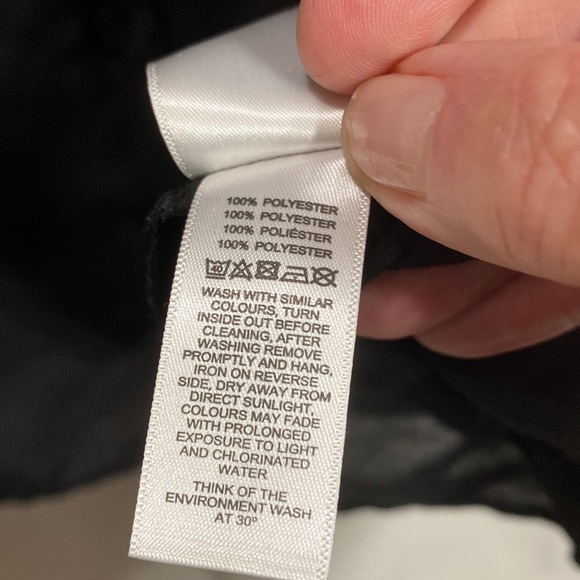 100% POLYESTER
100% POLYESTER
100% POLIÉSTER
100% POLYESTER
40
WASH WITH SIMILAR
COLOURS, TURN
INSIDE OUT BEFORE
CLEANING, AFTER
WASHING REMOVE
PROMPTLY AND HANG,
IRON ON REVERSE
SIDE, DRY AWAY FROM
DIRECT SUNLIGHT,
COLOURS MAY FADE
WITH PROLONGED
EXPOSURE TO LIGHT
AND CHLORINATED
WATER
THINK OF THE
ENVIRONMENT WASH
AT 30º